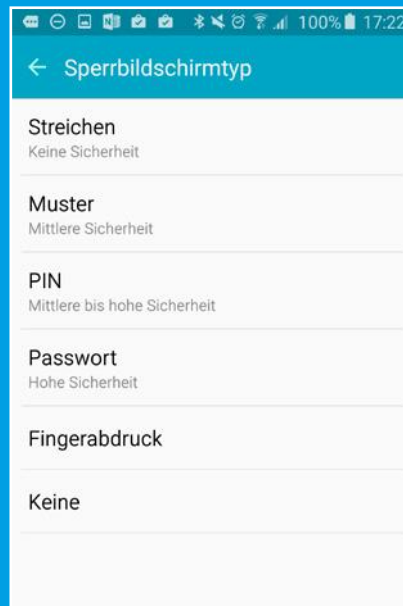 100% 17:22
Sperrbildschirmtyp
Streichen
Keine Sicherheit
Muster
Mittlere Sicherheit
PIN
Mittlere bis hohe Sicherheit
Passwort
Hohe Sicherheit
Fingerabdruck
Keine